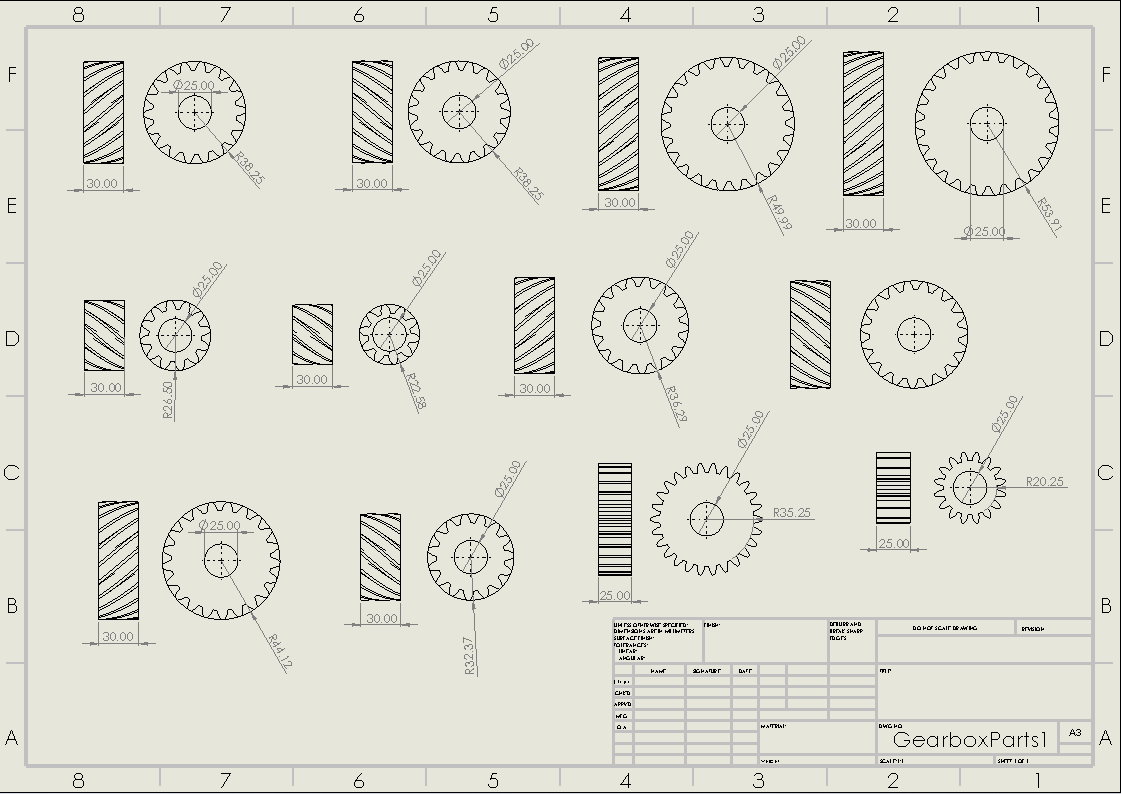 8 7 6 5 4 3 2 1
F F
Ø25.00 R38.25 30.00
Ø25.00 R38.25 30.00
Ø25.00 R49.99 30.00
Ø25.00 R53.91 30.00
E E
Ø25.00 R26.50 30.00
Ø25.00 R22.58 30.00
Ø25.00 R36.29 30.00
D D
Ø25.00 R35.25 25.00
Ø25.00 R20.25 25.00
C C
Ø25.00 R44.12 30.00
Ø25.00 R32.37 30.00
B B
UNLESS OTHERWISE SPECIFIED:
DIMENSIONS ARE IN MILLIMETERS
SURFACE FINISH:
TOLERANCES:
LINEAR:
ANGULAR:
FINISH:
DEBURR AND
BREAK SHARP
EDGES
DO NOT SCALE DRAWING
REVISION
NAME SIGNATURE DATE
TITLE:
CHK'D
APPV'D
MFG
Q.A
MATERIAL:
DWG NO.
GearboxParts1
A3
WEIGHT:
SCALE:1:1
SHEET 1 OF 1
A A
8 7 6 5 4 3 2 1